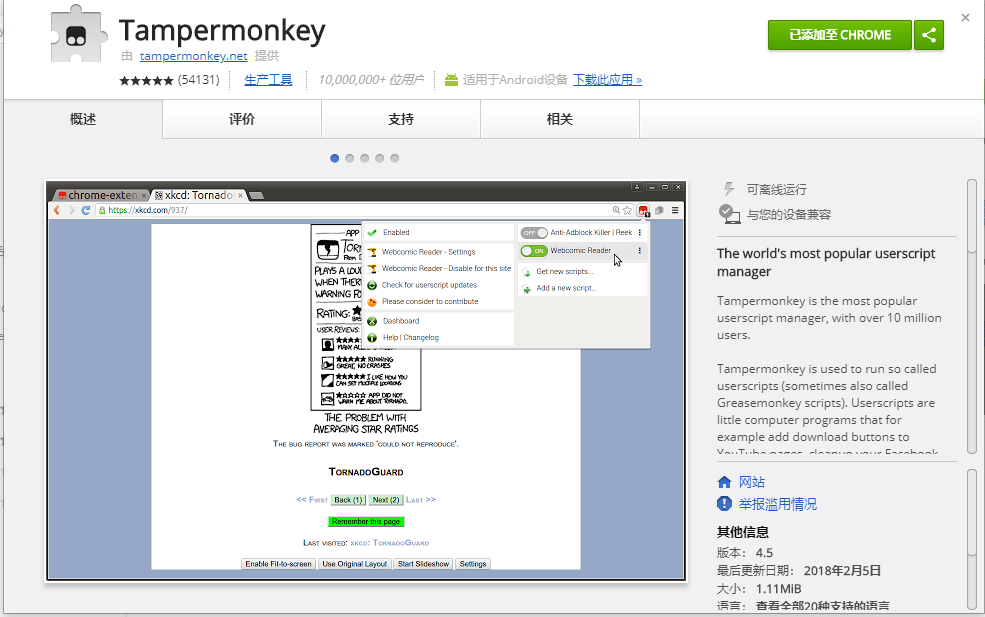 Tampermonkey
由 tampermonkey.net 提供
★★★★★ (54131) 生产工具 10,000,000+ 位用户 适用于Android设备 下载此应用 »
已添加至 CHROME
概述 评价 支持 相关
chrome-exten × xkcd: Tornado ×
https://xkcd.com/937/
Enabled
Webcomic Reader - Settings
Webcomic Reader - Disable for this site
Check for userscript updates
Please consider to contribute
Dashboard
Help | Changelog
OFF Anti-Adblock Killer | Reek
ON Webcomic Reader
Get new scripts...
Add a new script...
APP
PLAYS A
WHEN THER
WARNING FO
RATING:
USER REVIEWS:
RUNNING
GREAT, NO CRASHES
I LIKE HOW YOU
CAN SET MULTIPLE LOCATIONS
APP DID NOT
WARN ME ABOUT TORNADO.
THE PROBLEM WITH
AVERAGING STAR RATINGS
THE BUG REPORT WAS MARKED 'COULD NOT REPRODUCE'.
TORNADOGUARD
<< FIRST Back (1) Next (2) LAST >>
Remember this page
LAST VISITED: XKCD: TORNADOGUARD
Enable Fit-to-screen Use Original Layout Start Slideshow Settings
可离线运行
与您的设备兼容
The world's most popular userscript
manager
Tampermonkey is the most popular
userscript manager, with over 10 million
users.
Tampermonkey is used to run so called
userscripts (sometimes also called
Greasemonkey scripts). Userscripts are
little computer programs that for
example add download buttons to
YouTube pages, cleanup your Facebook
网站
举报滥用情况
其他信息
版本： 4.5
最后更新日期： 2018年2月5日
大小： 1.11MiB
语言： 查看全部20种支持的语言